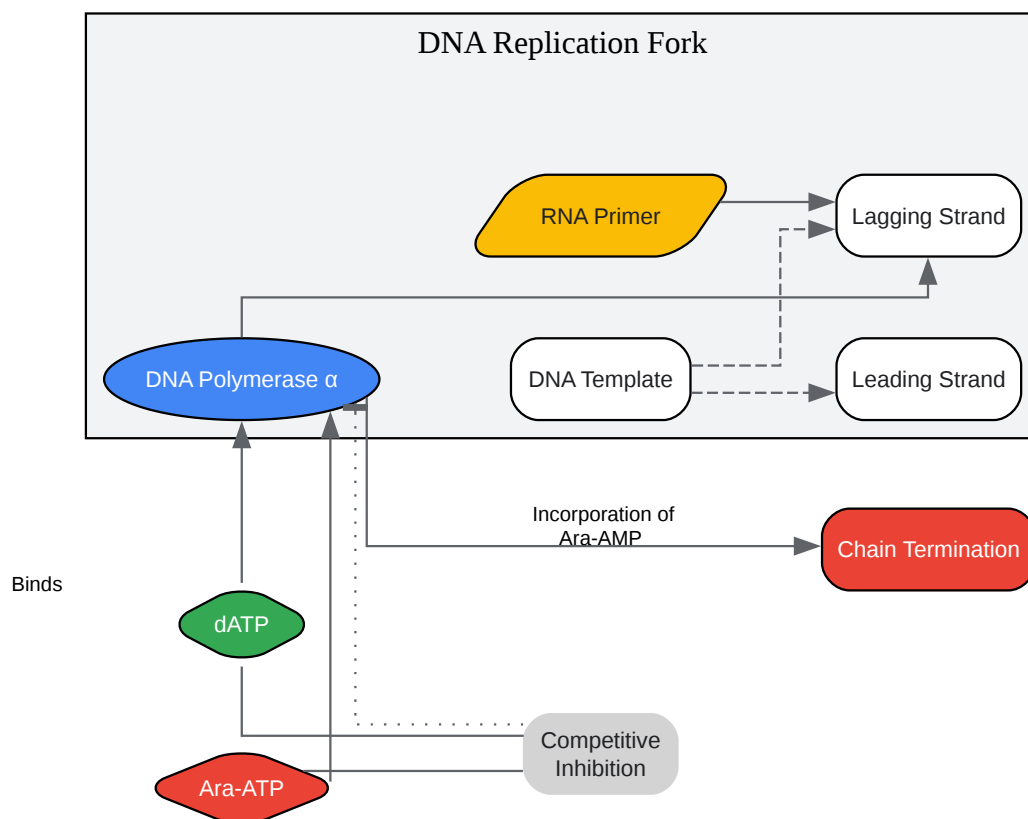 DNA Replication Fork
RNA Primer
Lagging Strand
DNA Polymerase α
DNA Template
Leading Strand
Incorporation of
Ara-AMP
Chain Termination
Binds
dATP
Competitive
Inhibition
Ara-ATP